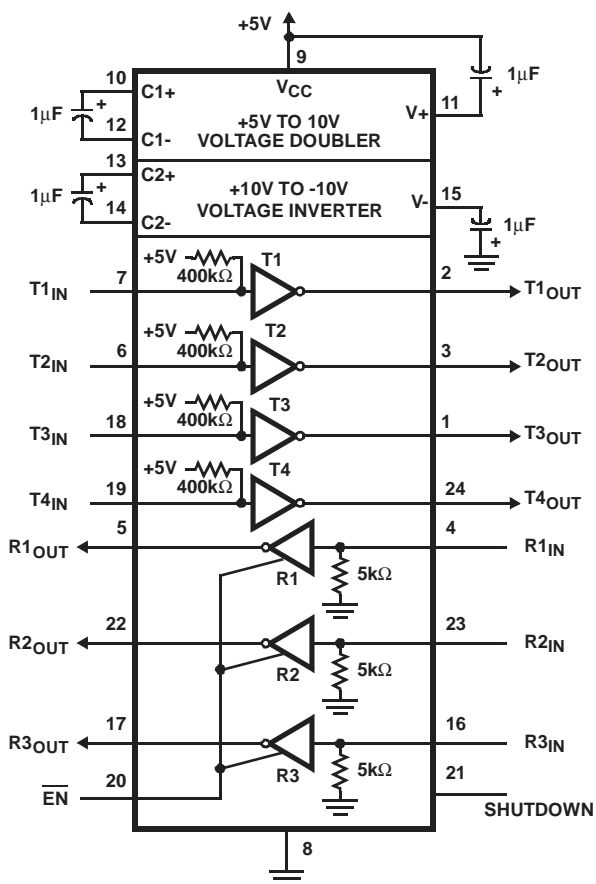 +5V
9
VCC
10
C1+
1μF
+
12
C1-
+5V TO 10V
VOLTAGE DOUBLER
V+
11
1μF
+
13
C2+
1μF
+
14
C2-
+10V TO -10V
VOLTAGE INVERTER
V-
15
1μF
+
T1IN
7
+5V
400kΩ
T1
2
T1OUT
T2IN
6
+5V
400kΩ
T2
3
T2OUT
T3IN
18
+5V
400kΩ
T3
1
T3OUT
T4IN
19
+5V
400kΩ
T4
24
T4OUT
R1OUT
5
R1
5kΩ
4
R1IN
R2OUT
22
R2
5kΩ
23
R2IN
R3OUT
17
R3
5kΩ
16
R3IN
EN
20
21
SHUTDOWN
8